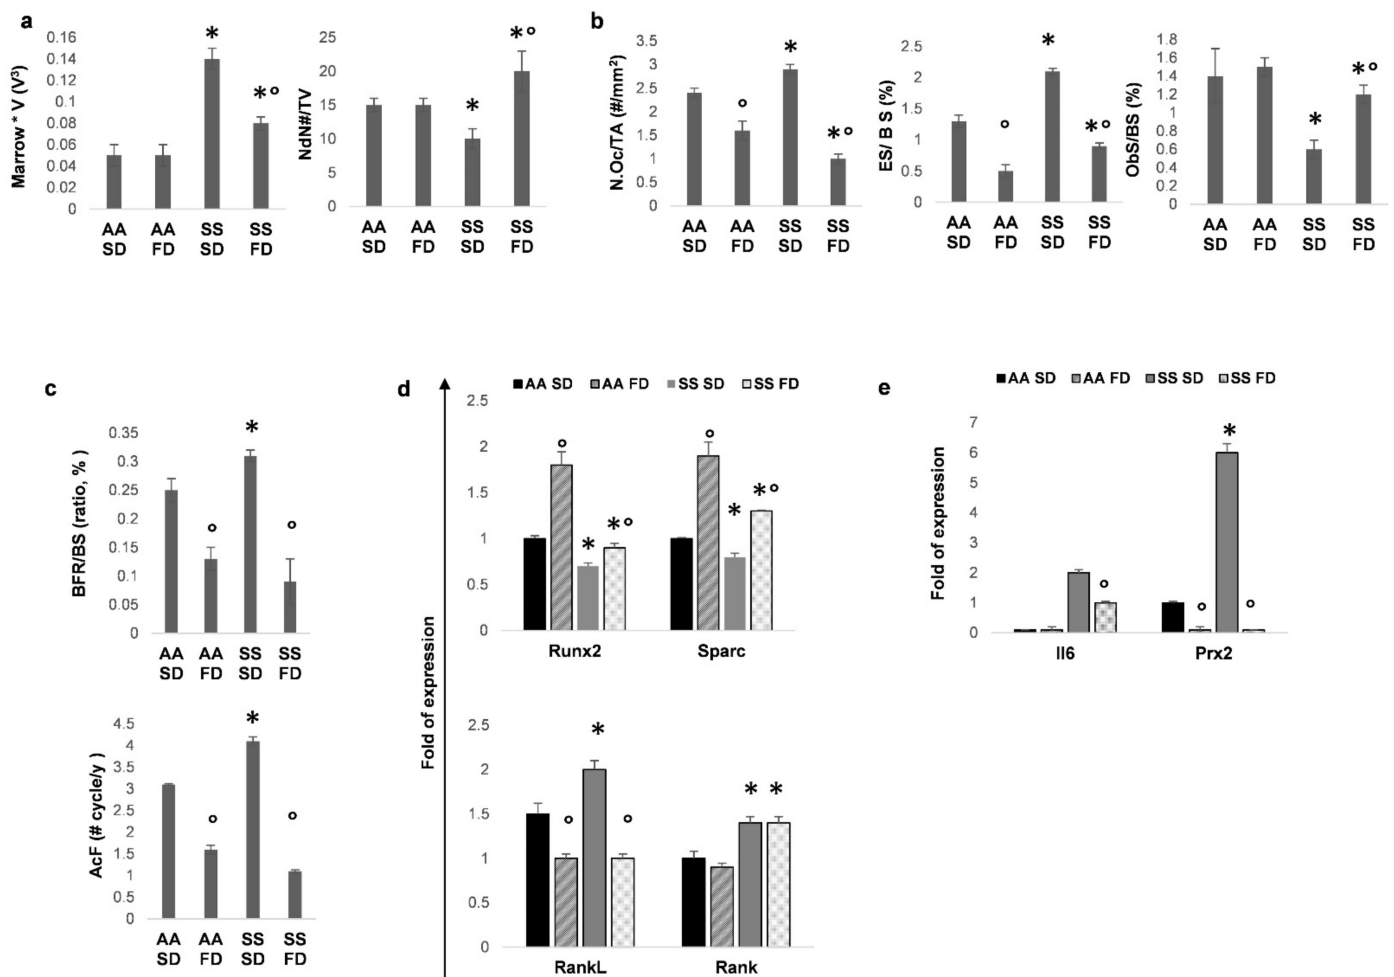 a
Marrow * V (V³)
0.16
0.14
0.12
0.1
0.08
0.06
0.04
0.02
0
*
*°
AA SD
AA FD
SS SD
SS FD
NdN#/TV
25
20
15
10
5
0
*
*°
AA SD
AA FD
SS SD
SS FD
b
N.Oc/TA (#/mm²)
3.5
3
2.5
2
1.5
1
0.5
0
°
*
*°
AA SD
AA FD
SS SD
SS FD
ES/ B S (%)
2.5
2
1.5
1
0.5
0
°
*
*°
AA SD
AA FD
SS SD
SS FD
ObS/BS (%)
1.8
1.6
1.4
1.2
1
0.8
0.6
0.4
0.2
0
*
*°
AA SD
AA FD
SS SD
SS FD
c
BFR/BS (ratio, % )
0.35
0.3
0.25
0.2
0.15
0.1
0.05
0
°
*
°
AA SD
AA FD
SS SD
SS FD
AcF (# cycle/y )
4.5
4
3.5
3
2.5
2
1.5
1
0.5
0
°
*
°
AA SD
AA FD
SS SD
SS FD
d
AA SD AA FD SS SD SS FD
Fold of expression
2.5
2
1.5
1
0.5
0
°
*
*°
°
*
*°
Runx2 Sparc
2.5
2
1.5
1
0.5
0
°
*
°
* *
RankL Rank
e
AA SD AA FD SS SD SS FD
Fold of expression
7
6
5
4
3
2
1
0
°
°
*
°
Il6 Prx2